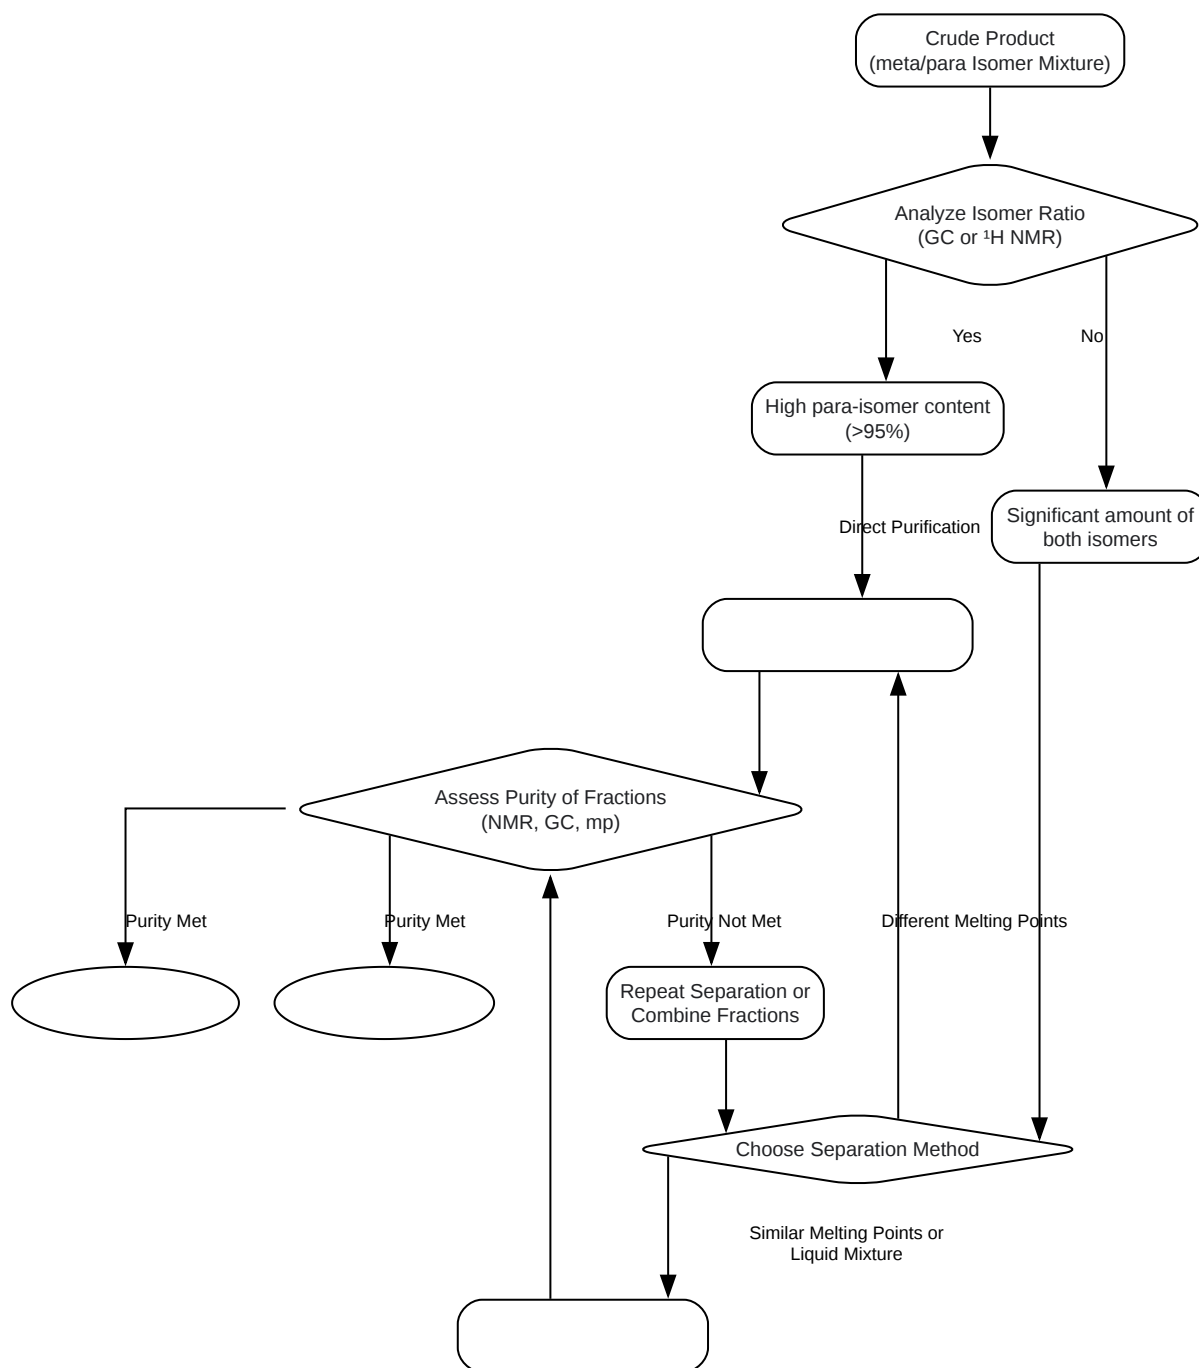 Crude Product
(meta/para Isomer Mixture)
Analyze Isomer Ratio
(GC or ¹H NMR)
Yes
No
High para-isomer content
(>95%)
Significant amount of
both isomers
Direct Purification
Assess Purity of Fractions
(NMR, GC, mp)
Purity Met
Purity Met
Purity Not Met
Different Melting Points
Repeat Separation or
Combine Fractions
Choose Separation Method
Similar Melting Points or
Liquid Mixture